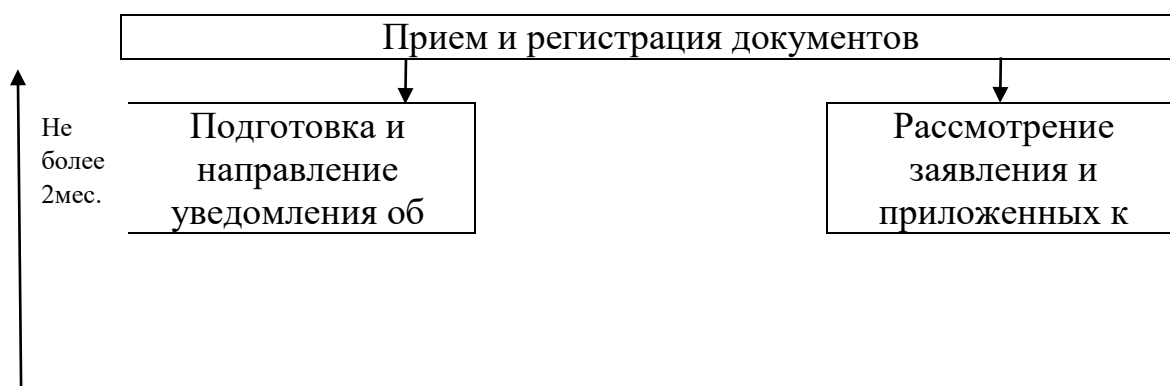 Прием и регистрация документов
Не
более
2мес.
Подготовка и
направление
уведомления об
Рассмотрение
заявления и
приложенных к